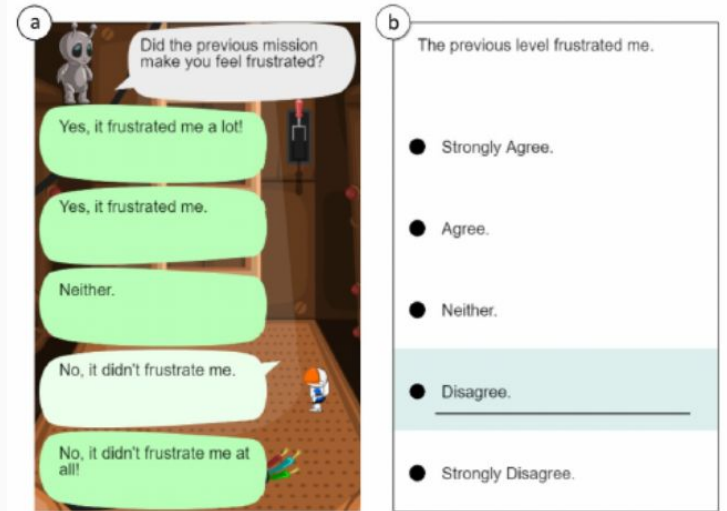 a
Did the previous mission
make you feel frustrated?
Yes, it frustrated me a lot!
Yes, it frustrated me.
Neither.
No, it didn't frustrate me.
No, it didn't frustrate me at
all!
b
The previous level frustrated me.
Strongly Agree.
Agree.
Neither.
Disagree.
Strongly Disagree.